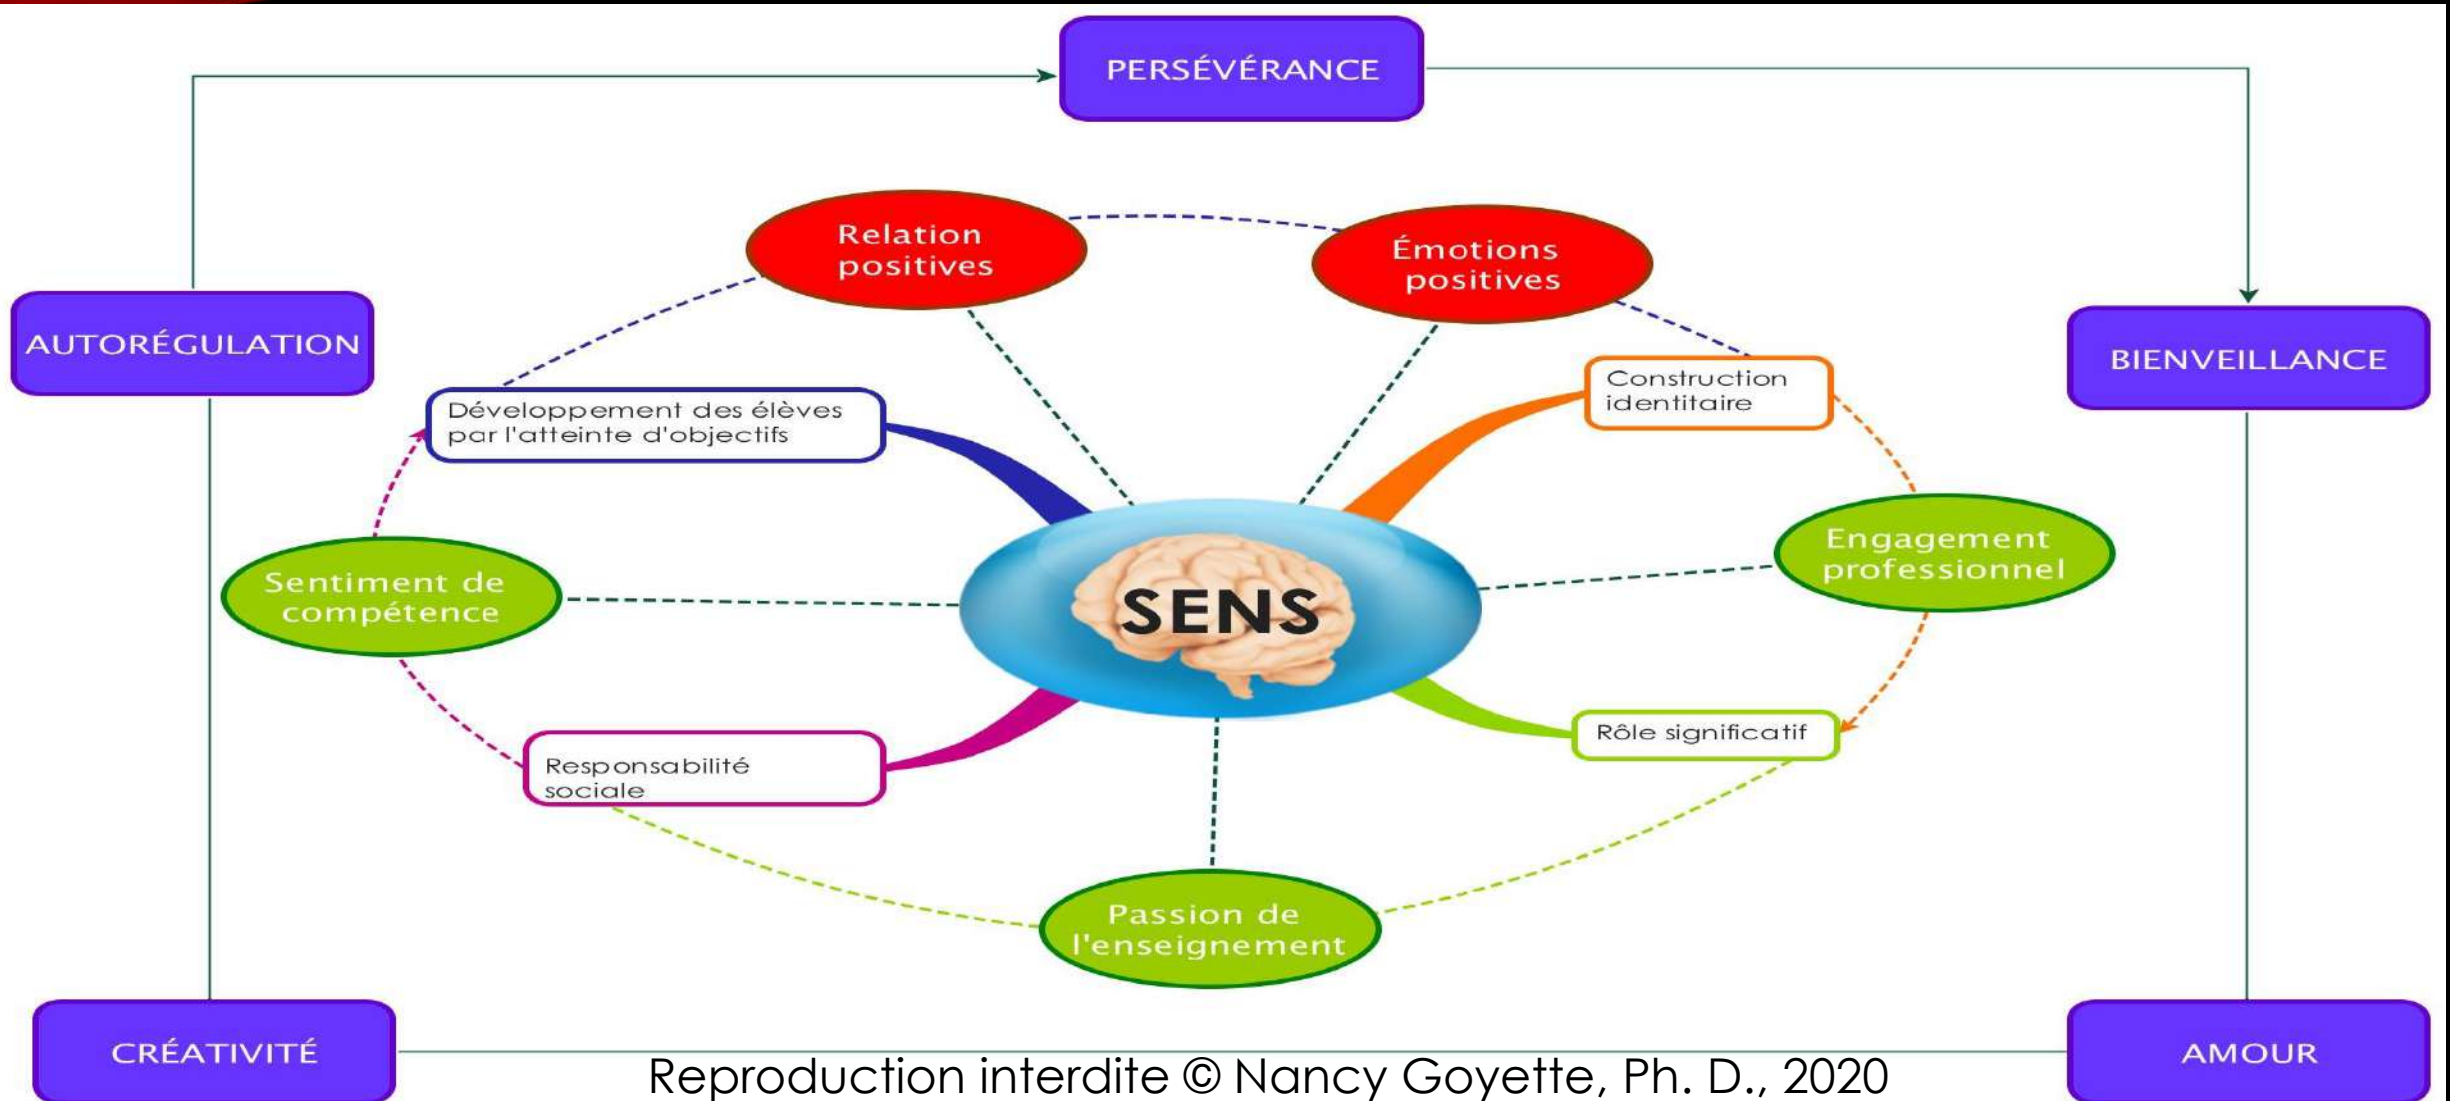 PERSÉVÉRANCE
Relation
positives
Émotions
positives
AUTORÉGULATION
BIENVEILLANCE
Développement des élèves
par l'atteinte d'objectifs
Construction
identitaire
Sentiment de
compétence
SENS
Engagement
professionnel
Responsabilité
sociale
Rôle significatif
Passion de
l'enseignement
CRÉATIVITÉ
AMOUR
Reproduction interdite © Nancy Goyette, Ph. D., 2020